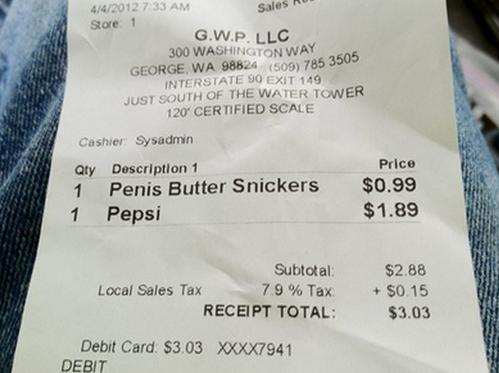 4/4/2012 7:33 AM Sales
Store: 1
G.W.P. LLC
300 WASHINGTON WAY
GEORGE, WA 98824 (509) 785 3505
INTERSTATE 90 EXIT 149
JUST SOUTH OF THE WATER TOWER
120' CERTIFIED SCALE
Cashier: Sysadmin
Qty Description 1 Price
1 Penis Butter Snickers $0.99
1 Pepsi $1.89
Subtotal: $2.88
Local Sales Tax 7.9 % Tax: + $0.15
RECEIPT TOTAL: $3.03
Debit Card: $3.03 XXXX7941
DEBIT